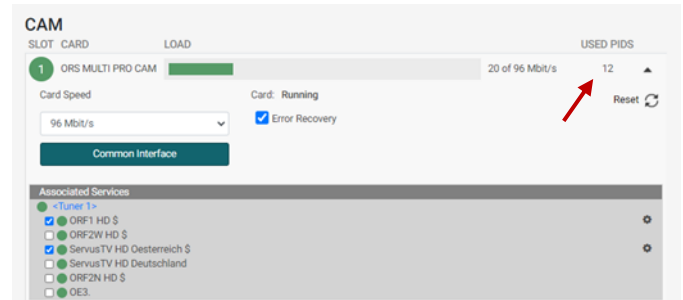 CAM
SLOT CARD LOAD USED PIDS
1 ORS MULTI PRO CAM 20 of 96 Mbit/s 12
Card Speed Card: Running Reset
96 Mbit/s Error Recovery
Common Interface
Associated Services
<Tuner 1>
ORF1 HD $
ORF2W HD $
ServusTV HD Oesterreich $
ServusTV HD Deutschland
ORF2N HD $
OE3.